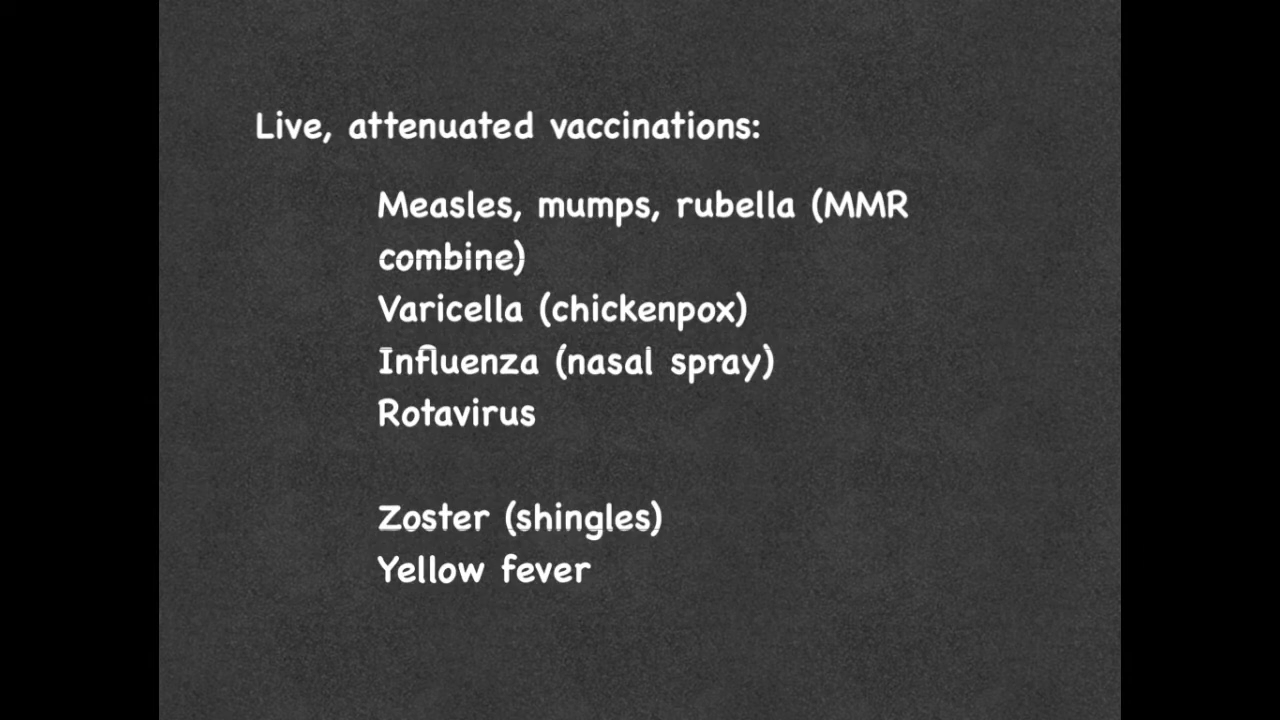 Live, attenuated vaccinations:
Measles, mumps, rubella (MMR
combine)
Varicella (chickenpox)
Influenza (nasal spray)
Rotavirus
Zoster (shingles)
Yellow fever